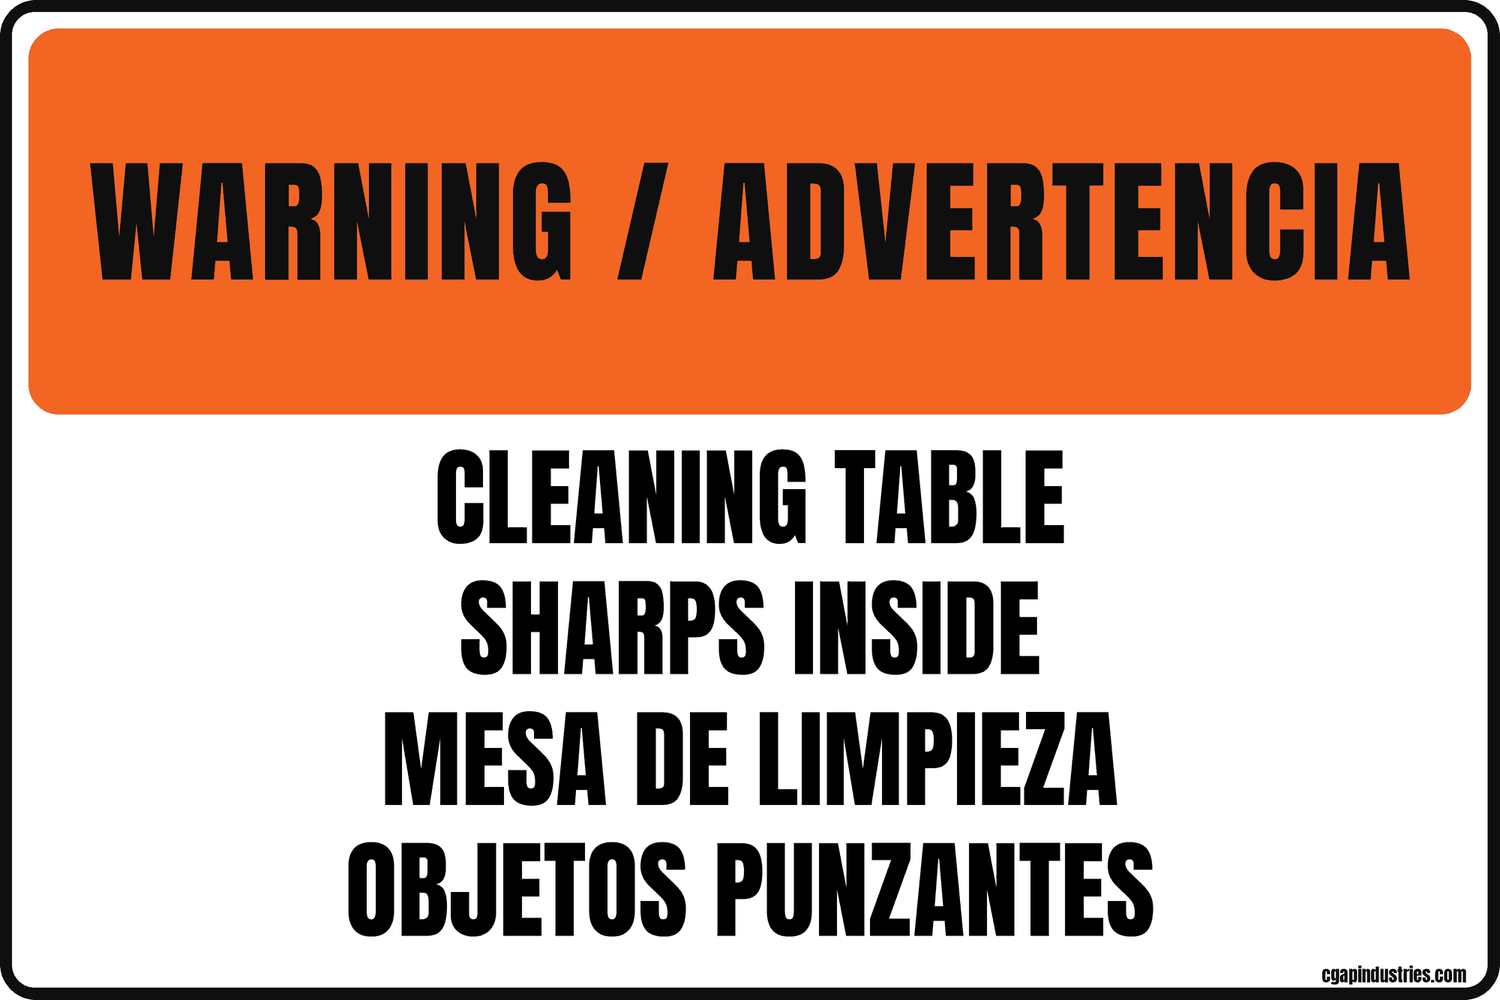 WARNING / ADVERTENCIA
CLEANING TABLE
SHARPS INSIDE
MESA DE LIMPIEZA
OBJETOS PUNZANTES
cgapindustries.com